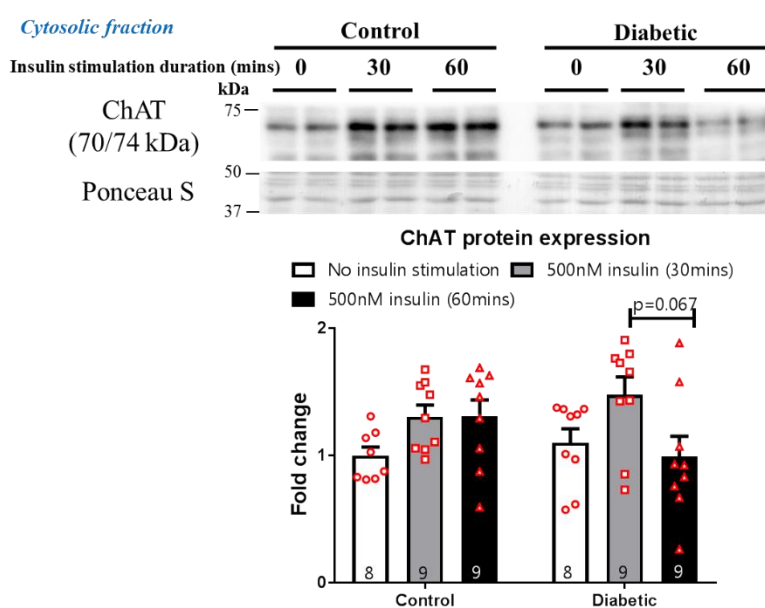 Cytosolic fraction
Control Diabetic
Insulin stimulation duration (mins) 0 30 60 0 30 60
kDa
ChAT
(70/74 kDa)
75
50
Ponceau S
37
ChAT protein expression
No insulin stimulation 500nM insulin (30mins)
500nM insulin (60mins)
p=0.067
Fold change
2
1
0
8 9 9 8 9 9
Control Diabetic